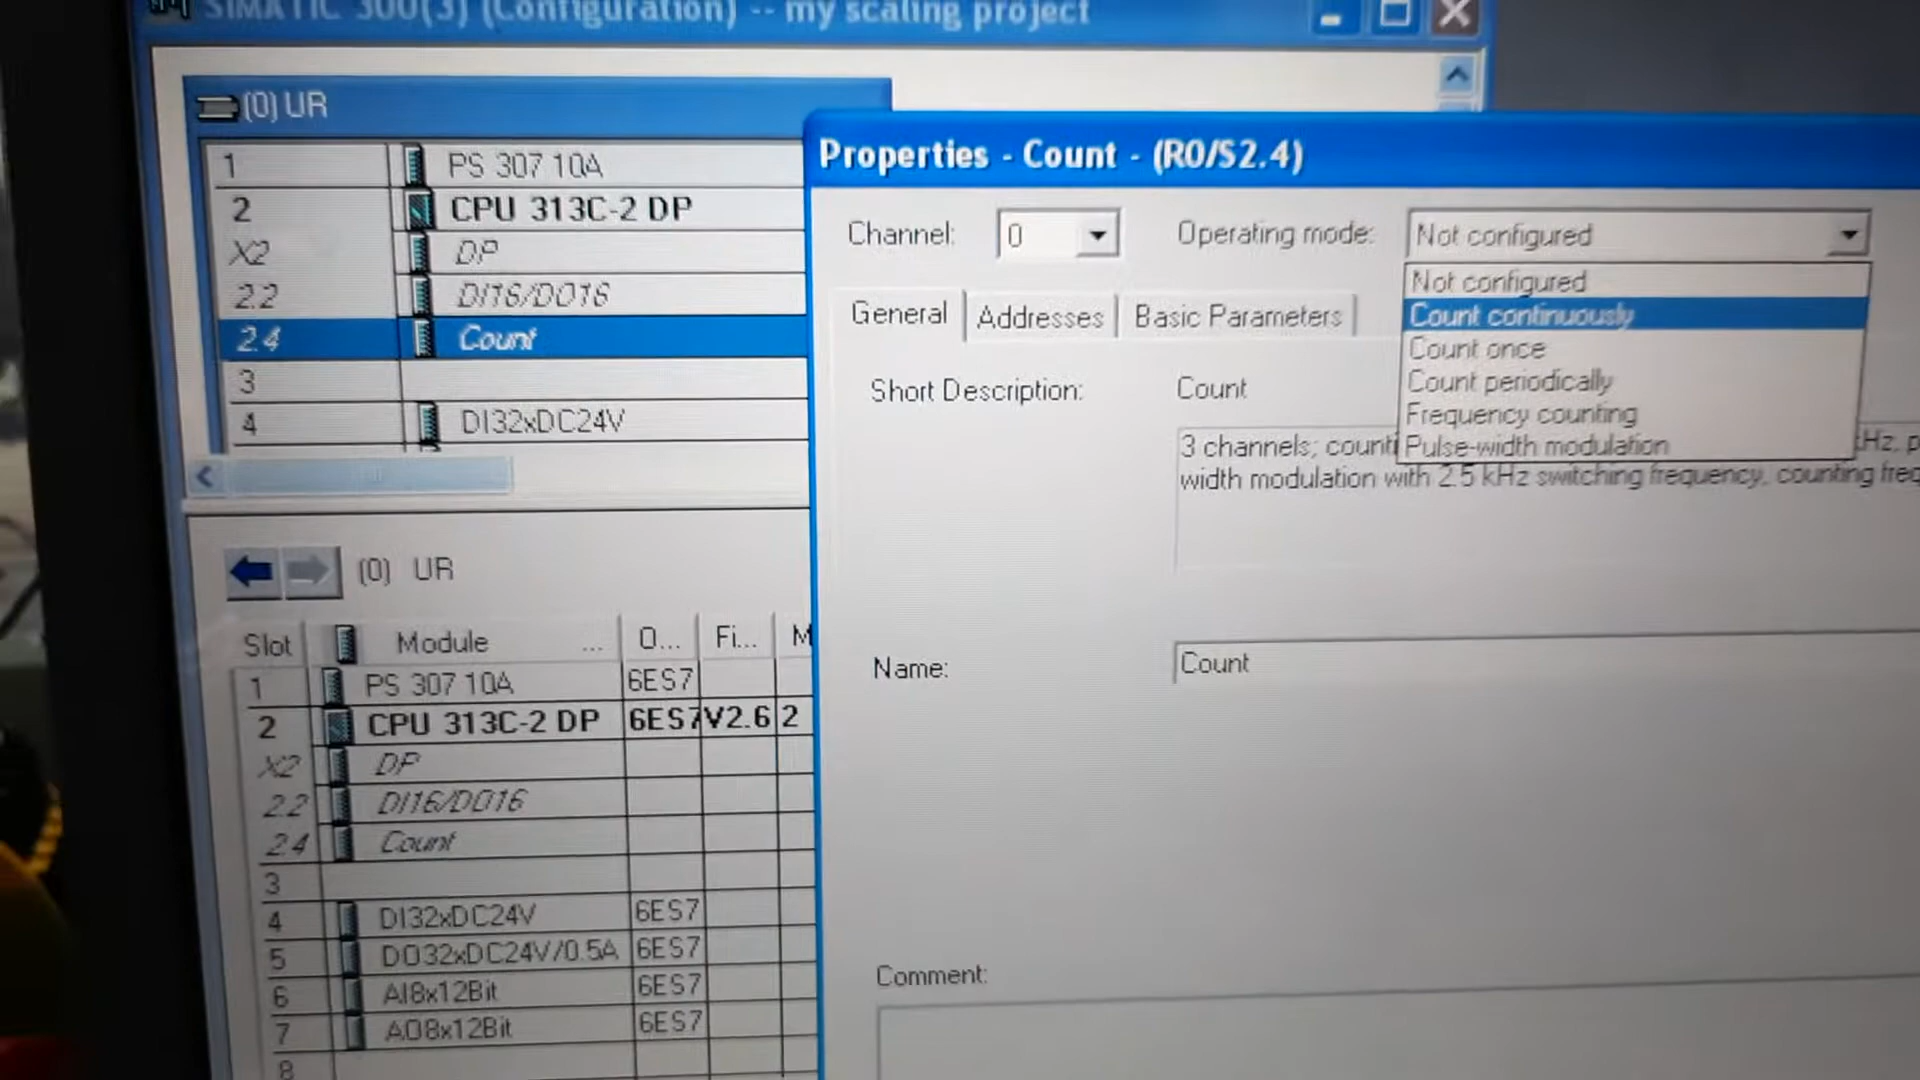 SIMATIC 300(3) (Configuration) -- my scaling project
(0) UR
1 PS 307 10A
2 CPU 313C-2 DP
X2 DP
2.2 DI16/DO16
2.4 Count
3
4 DI32xDC24V
Properties - Count - (R0/S2.4)
Channel: 0 Operating mode: Not configured
Not configured
Count continuously
Count once
Count periodically
Frequency counting
Pulse-width modulation
General Addresses Basic Parameters
Short Description: Count
3 channels; counti kHz, p
width modulation with 2.5 kHz switching frequency, counting freq
Name: Count
Comment:
(0) UR
Slot Module ... O... Fi... M
1 PS 307 10A 6ES7
2 CPU 313C-2 DP 6ES7 V2.6 2
X2 DP
2.2 DI16/DO16
2.4 Count
3
4 DI32xDC24V 6ES7
5 DO32xDC24V/0.5A 6ES7
6 AI8x12Bit 6ES7
7 AO8x12Bit 6ES7
8